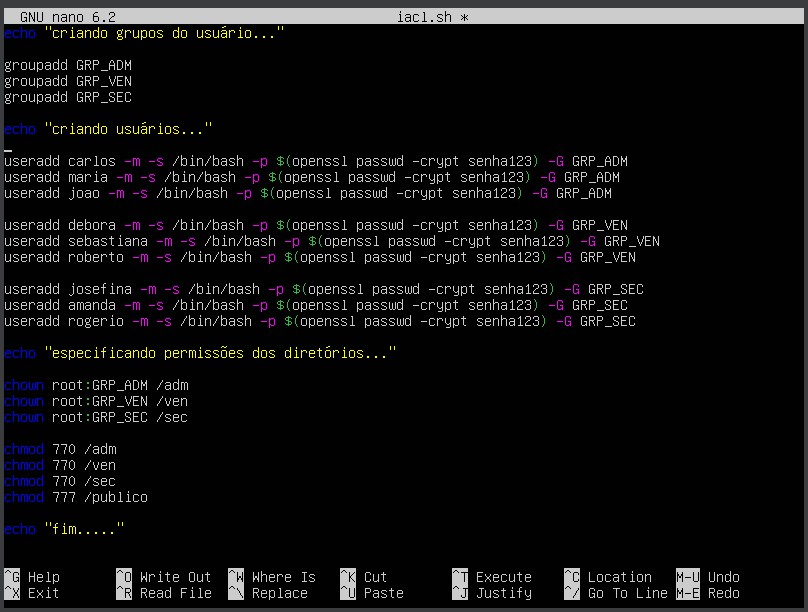 GNU nano 6.2 iacl.sh *
echo "criando grupos do usuário..."
groupadd GRP_ADM
groupadd GRP_VEN
groupadd GRP_SEC
echo "criando usuários..."
useradd carlos -m -s /bin/bash -p $(openssl passwd -crypt senha123) -G GRP_ADM
useradd maria -m -s /bin/bash -p $(openssl passwd -crypt senha123) -G GRP_ADM
useradd joao -m -s /bin/bash -p $(openssl passwd -crypt senha123) -G GRP_ADM
useradd debora -m -s /bin/bash -p $(openssl passwd -crypt senha123) -G GRP_VEN
useradd sebastiana -m -s /bin/bash -p $(openssl passwd -crypt senha123) -G GRP_VEN
useradd roberto -m -s /bin/bash -p $(openssl passwd -crypt senha123) -G GRP_VEN
useradd josefina -m -s /bin/bash -p $(openssl passwd -crypt senha123) -G GRP_SEC
useradd amanda -m -s /bin/bash -p $(openssl passwd -crypt senha123) -G GRP_SEC
useradd rogerio -m -s /bin/bash -p $(openssl passwd -crypt senha123) -G GRP_SEC
echo "especificando permissões dos diretórios..."
chown root:GRP_ADM /adm
chown root:GRP_VEN /ven
chown root:GRP_SEC /sec
chmod 770 /adm
chmod 770 /ven
chmod 770 /sec
chmod 777 /publico
echo "fim....."
^G Help ^O Write Out ^W Where Is ^K Cut ^T Execute ^C Location M-U Undo
^X Exit ^R Read File ^\ Replace ^U Paste ^J Justify ^/ Go To Line M-E Redo